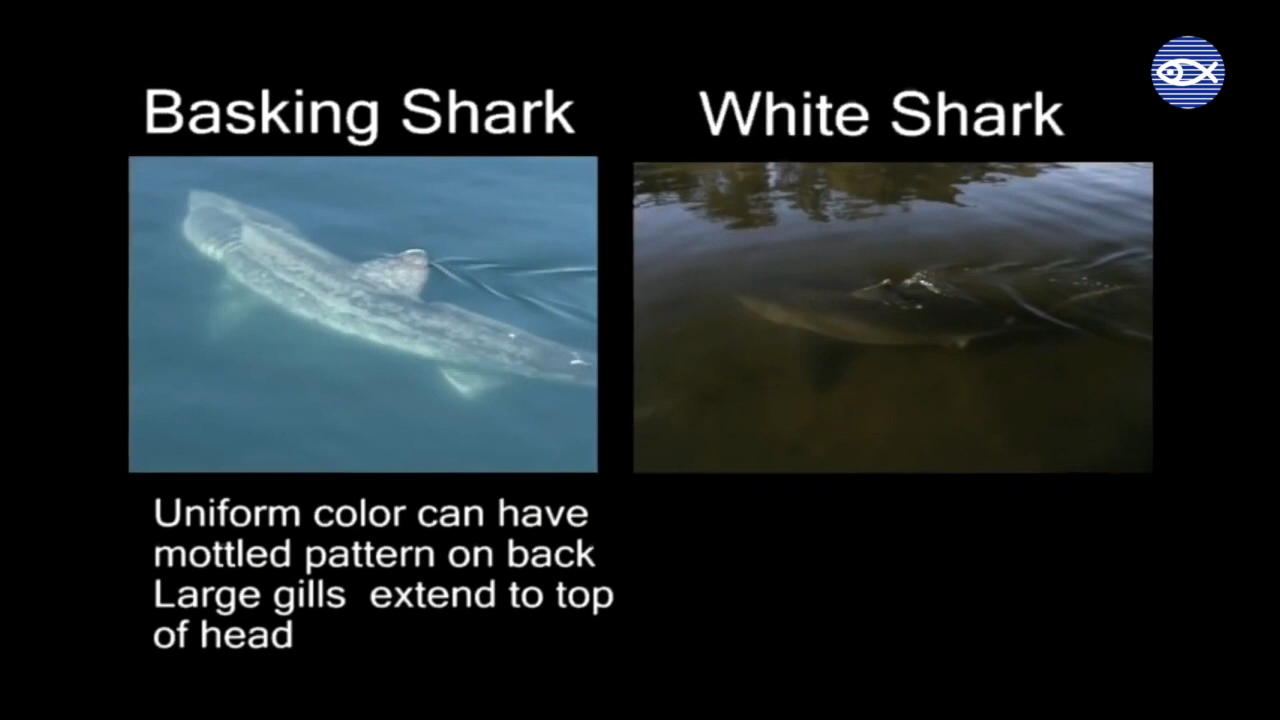 Basking Shark
White Shark
Uniform color can have
mottled pattern on back
Large gills  extend to top
of head